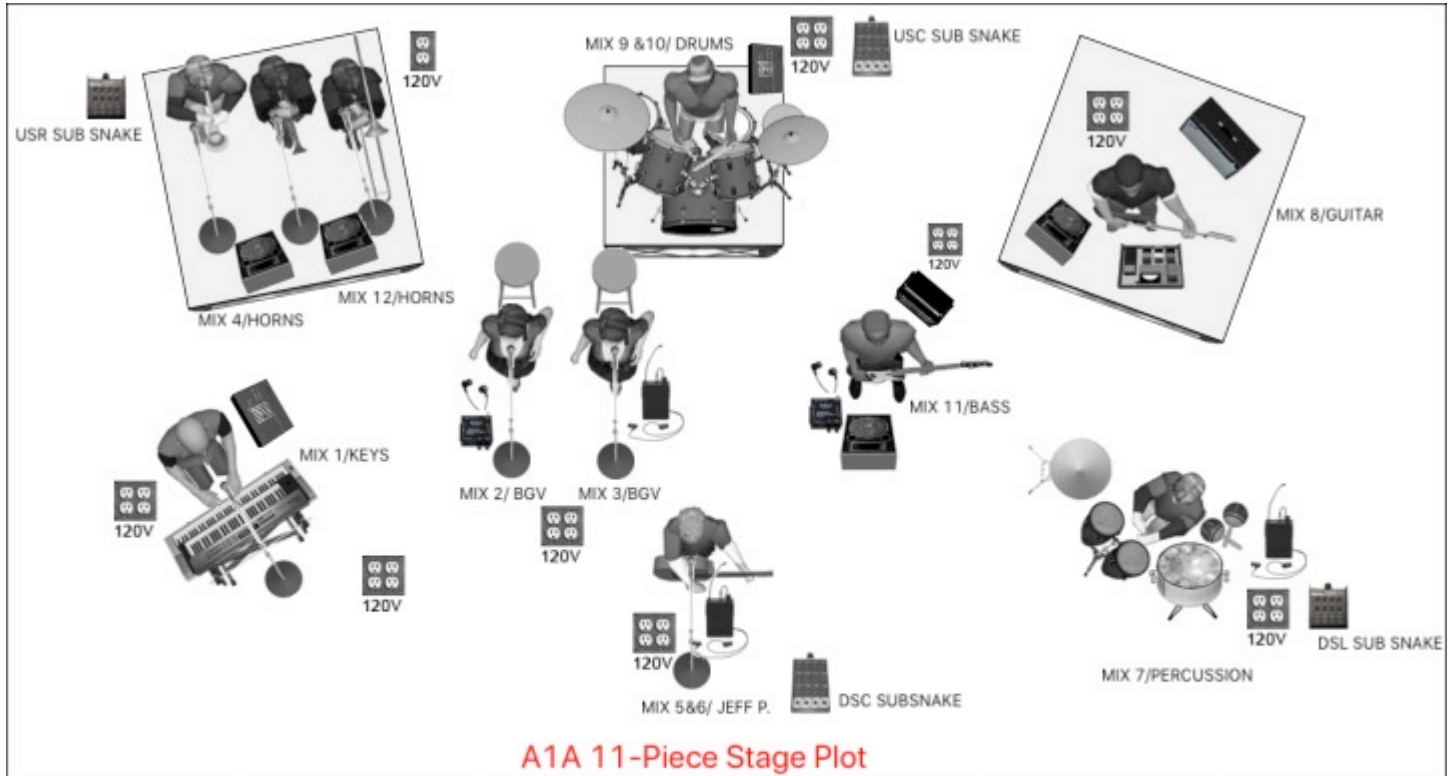 MIX 9 &10/ DRUMS
USC SUB SNAKE
120V
120V
USR SUB SNAKE
120V
MIX 8/GUITAR
120V
MIX 12/HORNS
MIX 4/HORNS
MIX 11/BASS
MIX 1/KEYS
MIX 2/ BGV
MIX 3/BGV
120V
120V
120V
120V
120V
DSL SUB SNAKE
MIX 7/PERCUSSION
MIX 5&6/ JEFF P.
DSC SUBSNAKE
A1A 11-Piece Stage Plot